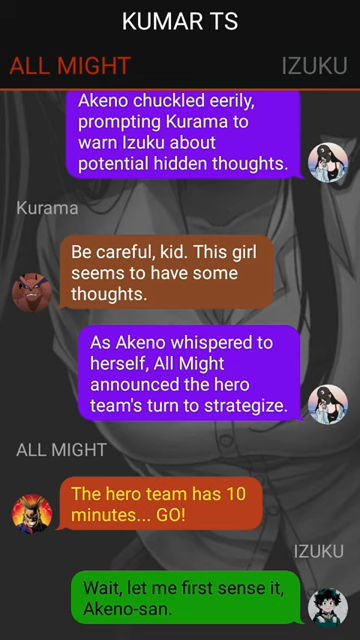 KUMAR TS
ALL MIGHT
IZUKU
Akeno chuckled eerily,
prompting Kurama to
warn Izuku about
potential hidden thoughts.
Kurama
Be careful, kid. This girl
seems to have some
thoughts.
As Akeno whispered to
herself, All Might
announced the hero
team's turn to strategize.
ALL MIGHT
The hero team has 10
minutes... GO!
IZUKU
Wait, let me first sense it,
Akeno-san.